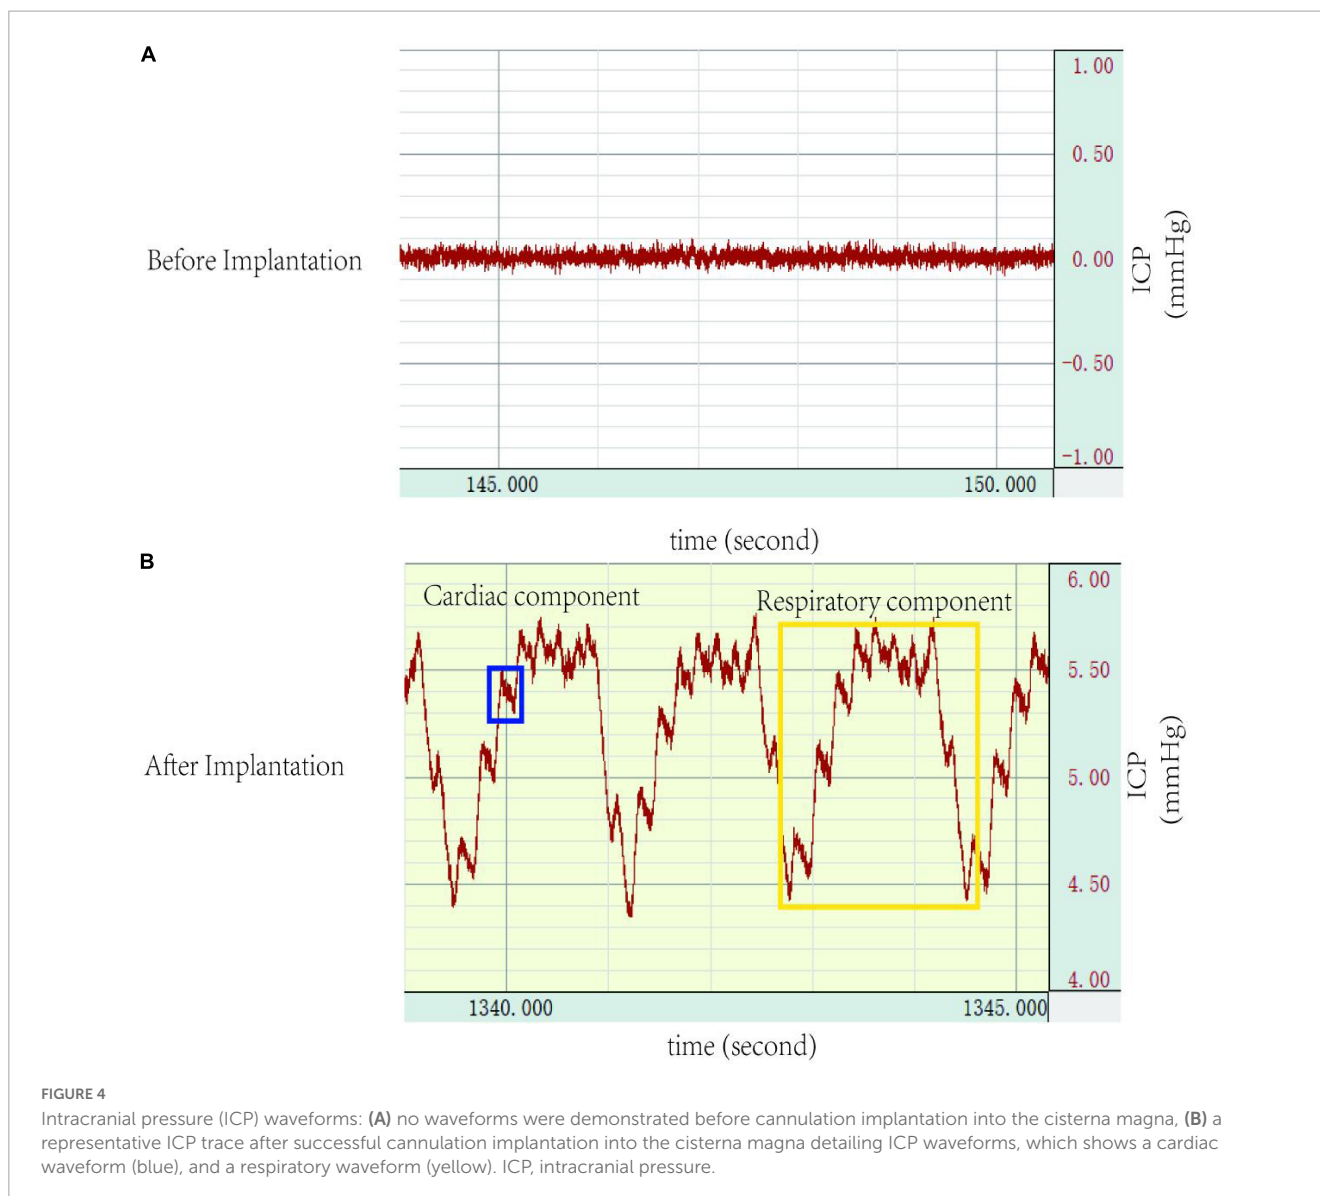 A
1.00
0.50
Before Implantation
0.00
ICP
(mmHg)
-0.50
-1.00
145.000
150.000
time (second)
B
6.00
Cardiac component
Respiratory component
5.50
After Implantation
5.00
ICP
(mmHg)
4.50
4.00
1340.000
1345.000
time (second)
FIGURE 4
Intracranial pressure (ICP) waveforms: (A) no waveforms were demonstrated before cannulation implantation into the cisterna magna, (B) a
representative ICP trace after successful cannulation implantation into the cisterna magna detailing ICP waveforms, which shows a cardiac
waveform (blue), and a respiratory waveform (yellow). ICP, intracranial pressure.